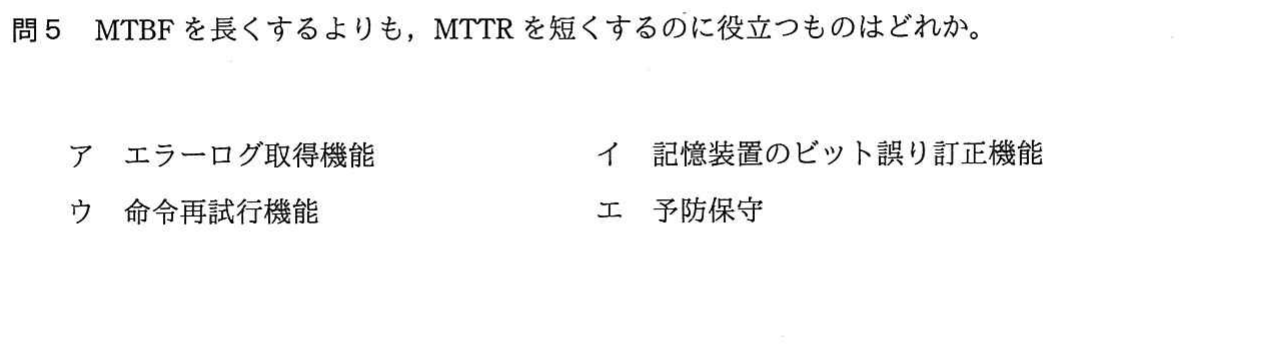 問5　MTBF を長くするよりも，MTTR を短くするのに役立つものはどれか。
ア　エラーログ取得機能　　イ　記憶装置のビット誤り訂正機能
ウ　命令再試行機能　　エ　予防保守